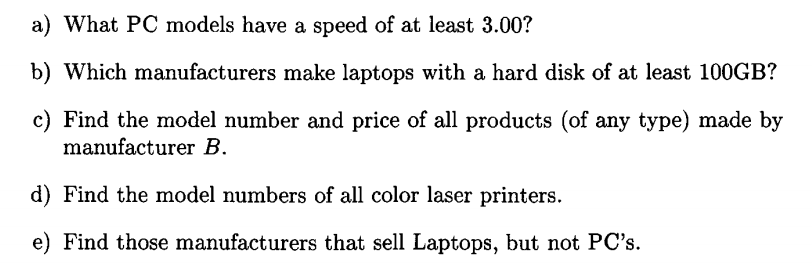 a) What PC models have a speed of at least 3.00?
b) Which manufacturers make laptops with a hard disk of at least 100GB?
c) Find the model number and price of all products (of any type) made by
manufacturer B.
d) Find the model numbers of all color laser printers.
e) Find those manufacturers that sell Laptops, but not PC's.